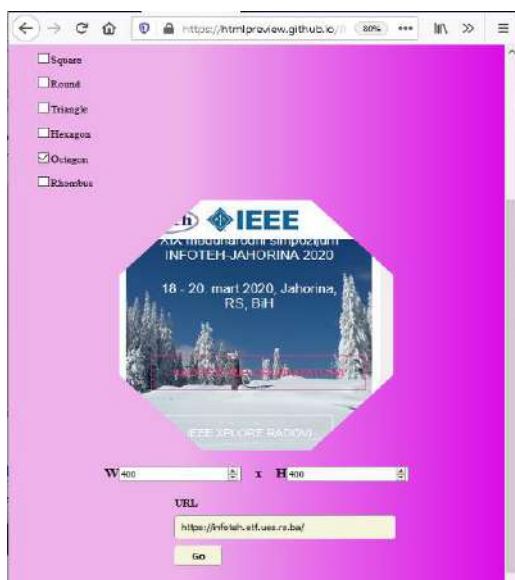 https://htmlpreview.github.io/
80%
Square
Round
Triangle
Hexagon
Octagon
Rhombus
h
IEEE
XIX međunarodni simpozijum
INFOTEH-JAHORINA 2020
18 - 20. mart 2020, Jahorina,
RS, BiH
IEEE XPLORE RADOVI
W 400 x H 400
URL
https://infoteh.etf.ues.rs.ba/
Go